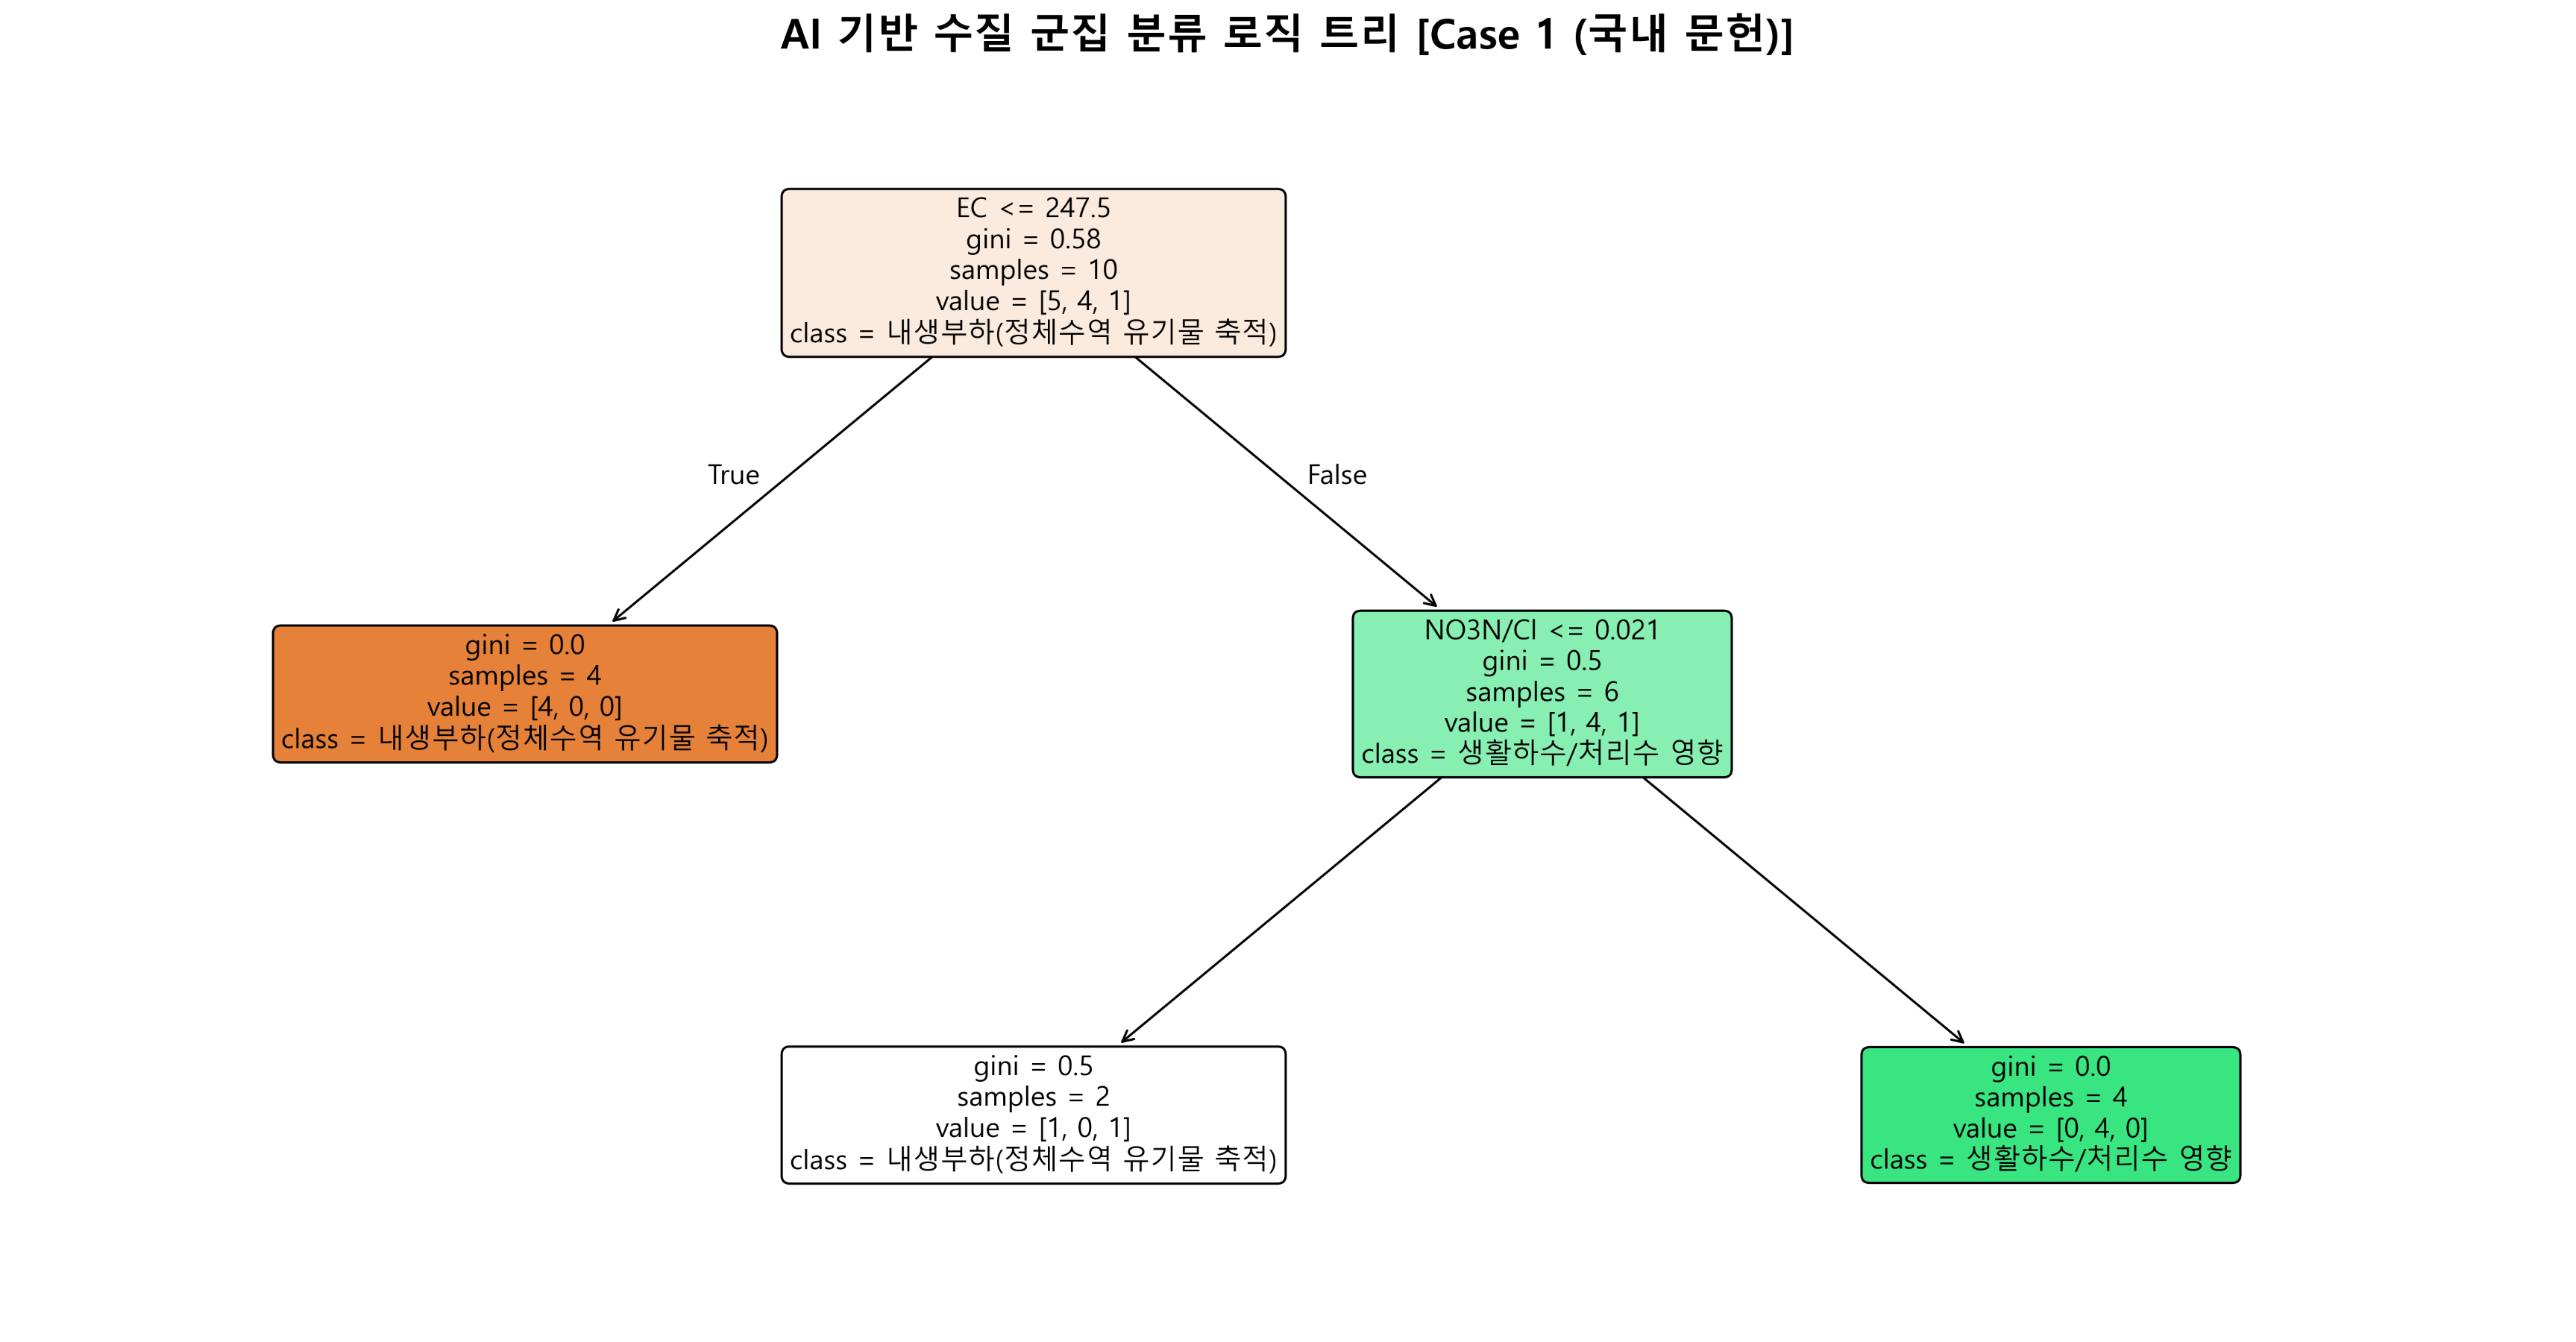 AI 기반 수질 군집 분류 로직 트리 [Case 1 (국내 문헌)]
EC <= 247.5
gini = 0.58
samples = 10
value = [5, 4, 1]
class = 내생부하(정체수역 유기물 축적)
True
False
gini = 0.0
samples = 4
value = [4, 0, 0]
class = 내생부하(정체수역 유기물 축적)
NO3N/Cl <= 0.021
gini = 0.5
samples = 6
value = [1, 4, 1]
class = 생활하수/처리수 영향
gini = 0.5
samples = 2
value = [1, 0, 1]
class = 내생부하(정체수역 유기물 축적)
gini = 0.0
samples = 4
value = [0, 4, 0]
class = 생활하수/처리수 영향